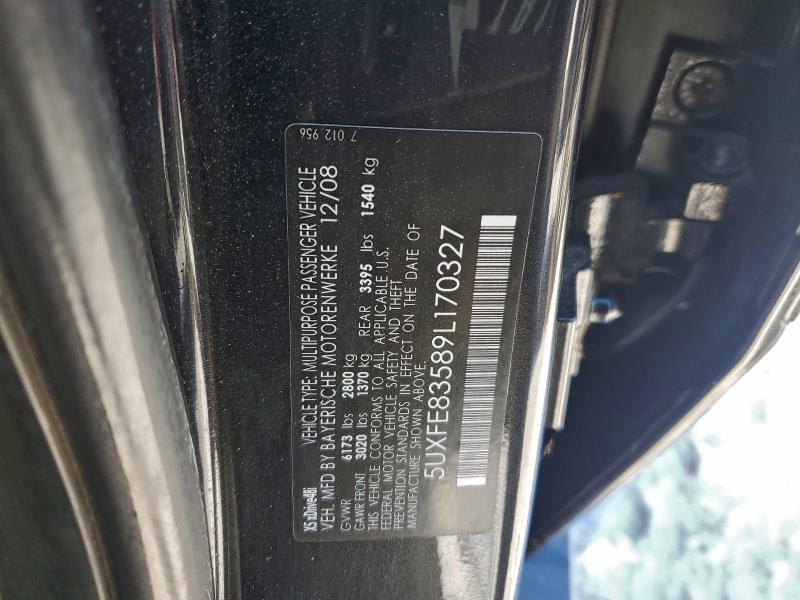 7 012 956
X5 xDrive48i VEHICLE TYPE: MULTIPURPOSE PASSENGER VEHICLE
VEH. MFD BY BAYERISCHE MOTORENWERKE 12/08
GVWR 6173 lbs 2800 kg
GAWR FRONT 3020 lbs 1370 kg REAR 3395 lbs 1540 kg
THIS VEHICLE CONFORMS TO ALL APPLICABLE U.S.
FEDERAL MOTOR VEHICLE SAFETY AND THEFT
PREVENTION STANDARDS IN EFFECT ON THE DATE OF
MANUFACTURE SHOWN ABOVE.
5UXFE83589L170327